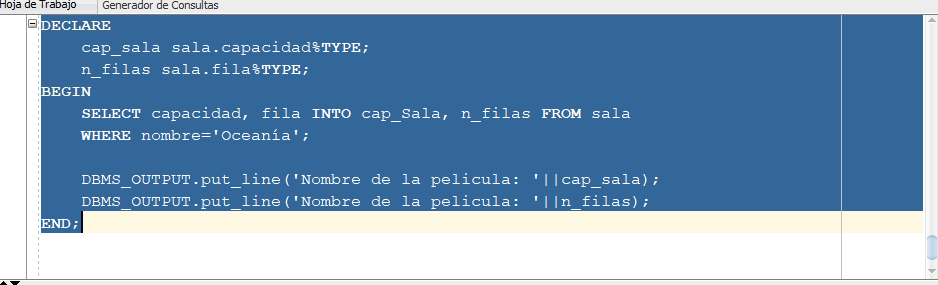 Hoja de Trabajo Generador de Consultas
DECLARE
cap_sala sala.capacidad%TYPE;
n_filas sala.fila%TYPE;
BEGIN
SELECT capacidad, fila INTO cap_Sala, n_filas FROM sala
WHERE nombre='Oceanía';
DBMS_OUTPUT.put_line('Nombre de la pelicula: '||cap_sala);
DBMS_OUTPUT.put_line('Nombre de la pelicula: '||n_filas);
END;